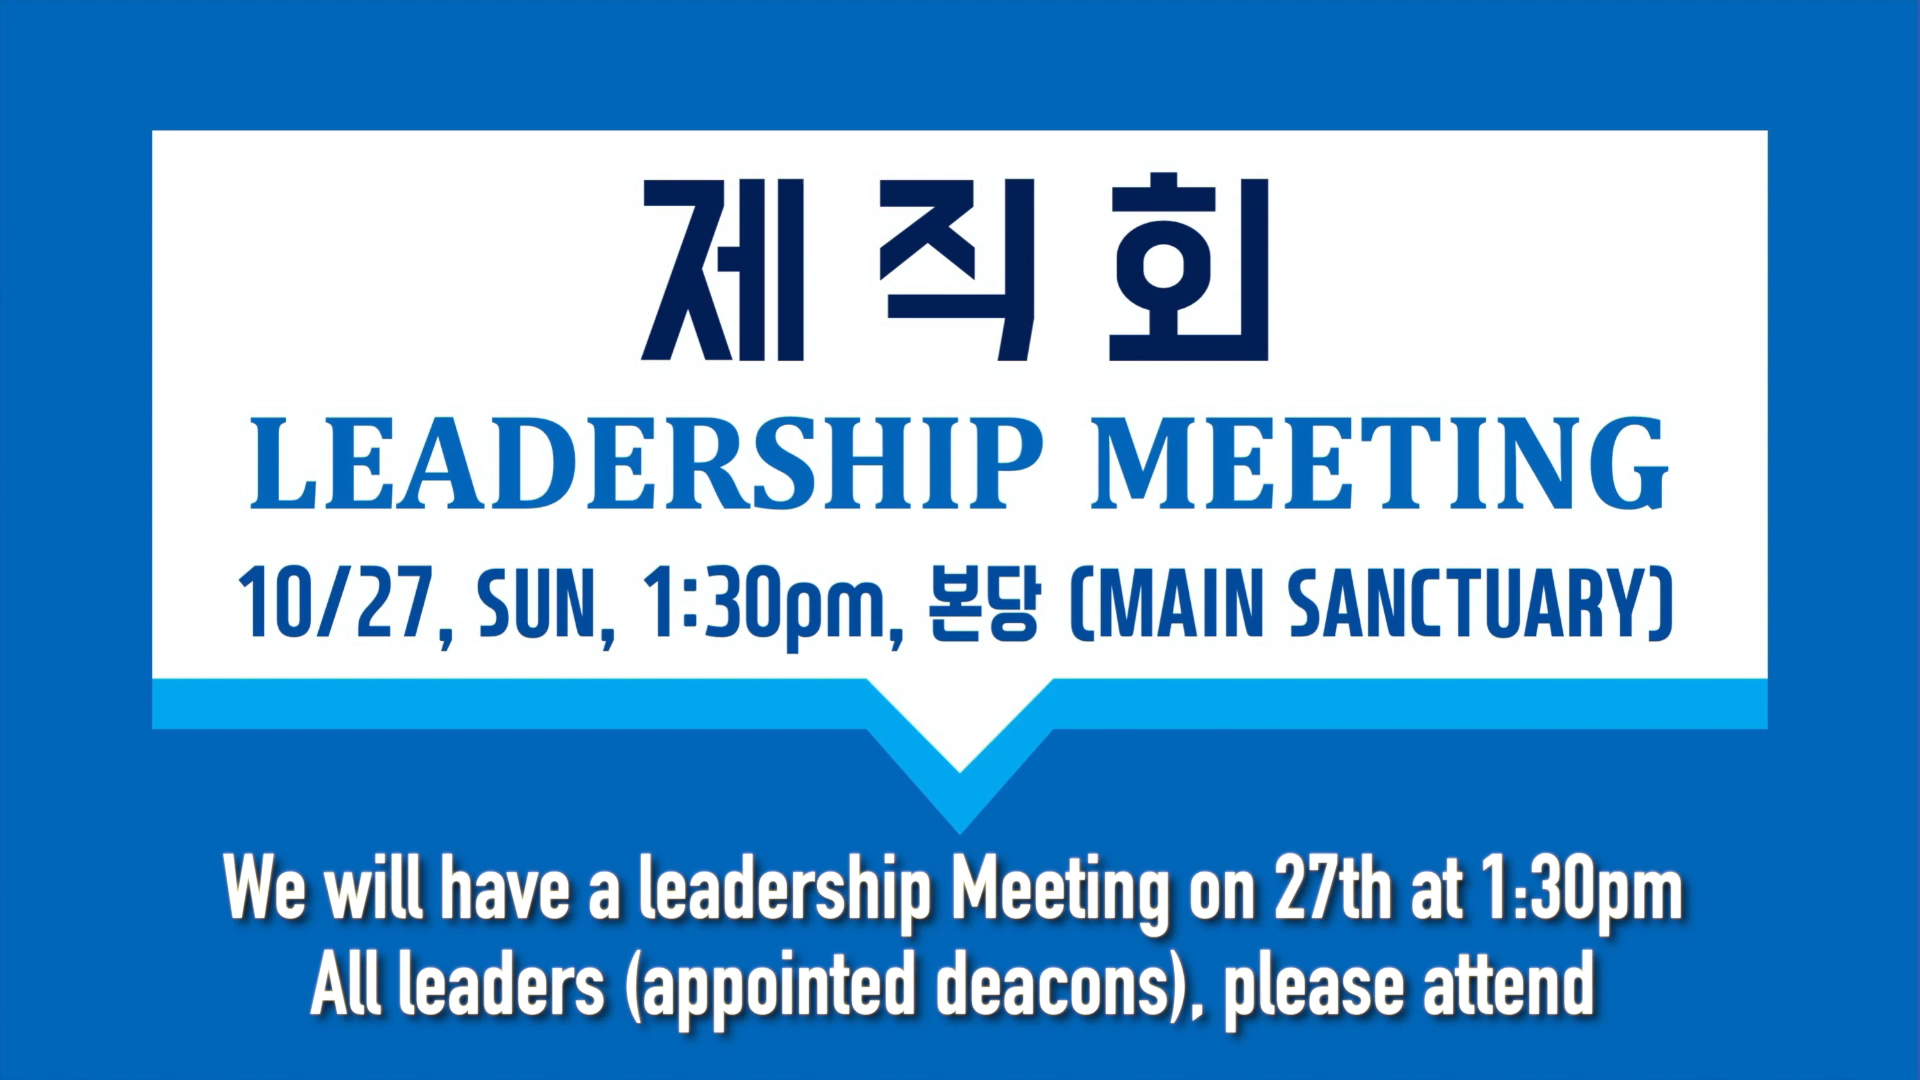 제직회
LEADERSHIP MEETING
10/27, SUN, 1:30pm, 본당 (MAIN SANCTUARY)
We will have a leadership Meeting on 27th at 1:30pm
All leaders (appointed deacons), please attend